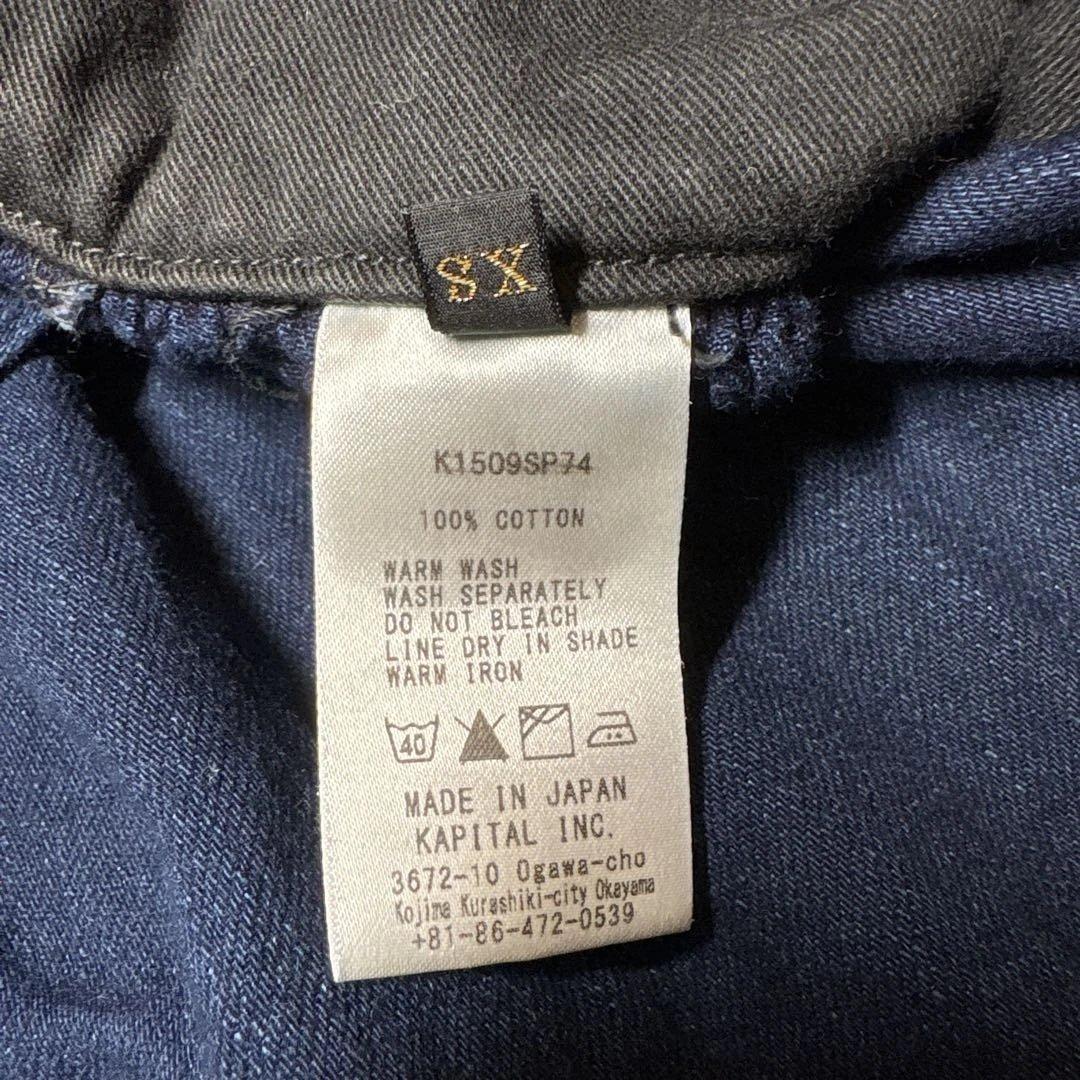 XS
K1509SP74
100% COTTON
WARM WASH
WASH SEPARATELY
DO NOT BLEACH
LINE DRY IN SHADE
WARM IRON
40
MADE IN JAPAN
KAPITAL INC.
3672-10 Ogawa-cho
Kojima Kurashiki-city Okayama
+81-86-472-0539